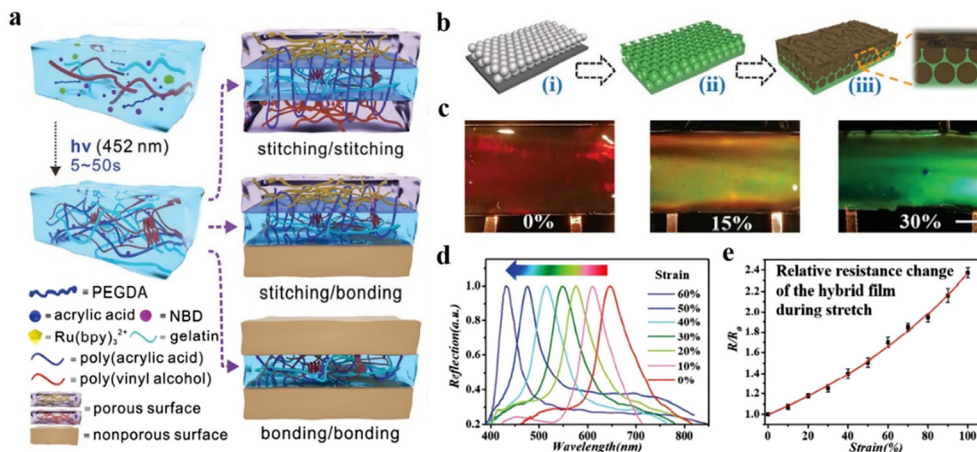 a
hν (452 nm)
5~50s
stitching/stitching
stitching/bonding
bonding/bonding
= PEGDA
= acrylic acid = NBD
= Ru(bpy)₃²⁺ = gelatin
= poly(acrylic acid)
= poly(vinyl alcohol)
= porous surface
= nonporous surface
b
(i)
(ii)
(iii)
c
0%
15%
30%
d
Reflection(a.u.)
1.0
0.8
0.6
0.4
0.2
400 500 600 700 800
Wavelength(nm)
Strain
60%
50%
40%
30%
20%
10%
0%
e
Relative resistance change
of the hybrid film
during stretch
R/R₀
2.4
2.2
2.0
1.8
1.6
1.4
1.2
1.0
0 20 40 60 80 100
Strain(%)